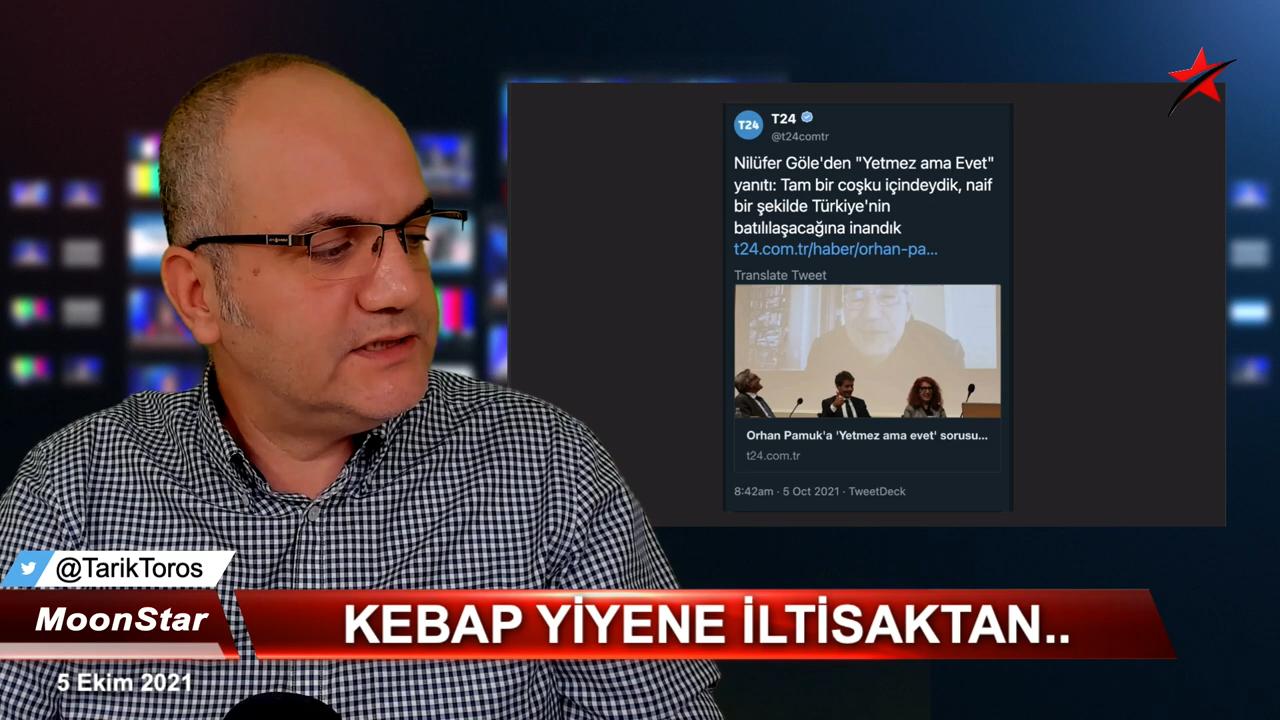 T24
T24
@t24comtr
Nilüfer Göle'den "Yetmez ama Evet"
yanıtı: Tam bir coşku içindeydik, naif
bir şekilde Türkiye'nin
batılılaşacağına inandık
t24.com.tr/haber/orhan-pa...
Translate Tweet
Orhan Pamuk'a 'Yetmez ama evet' sorusu...
t24.com.tr
8:42am · 5 Oct 2021 · TweetDeck
@TarikToros
MoonStar
KEBAP YİYENE İLTİSAKTAN..
5 Ekim 2021